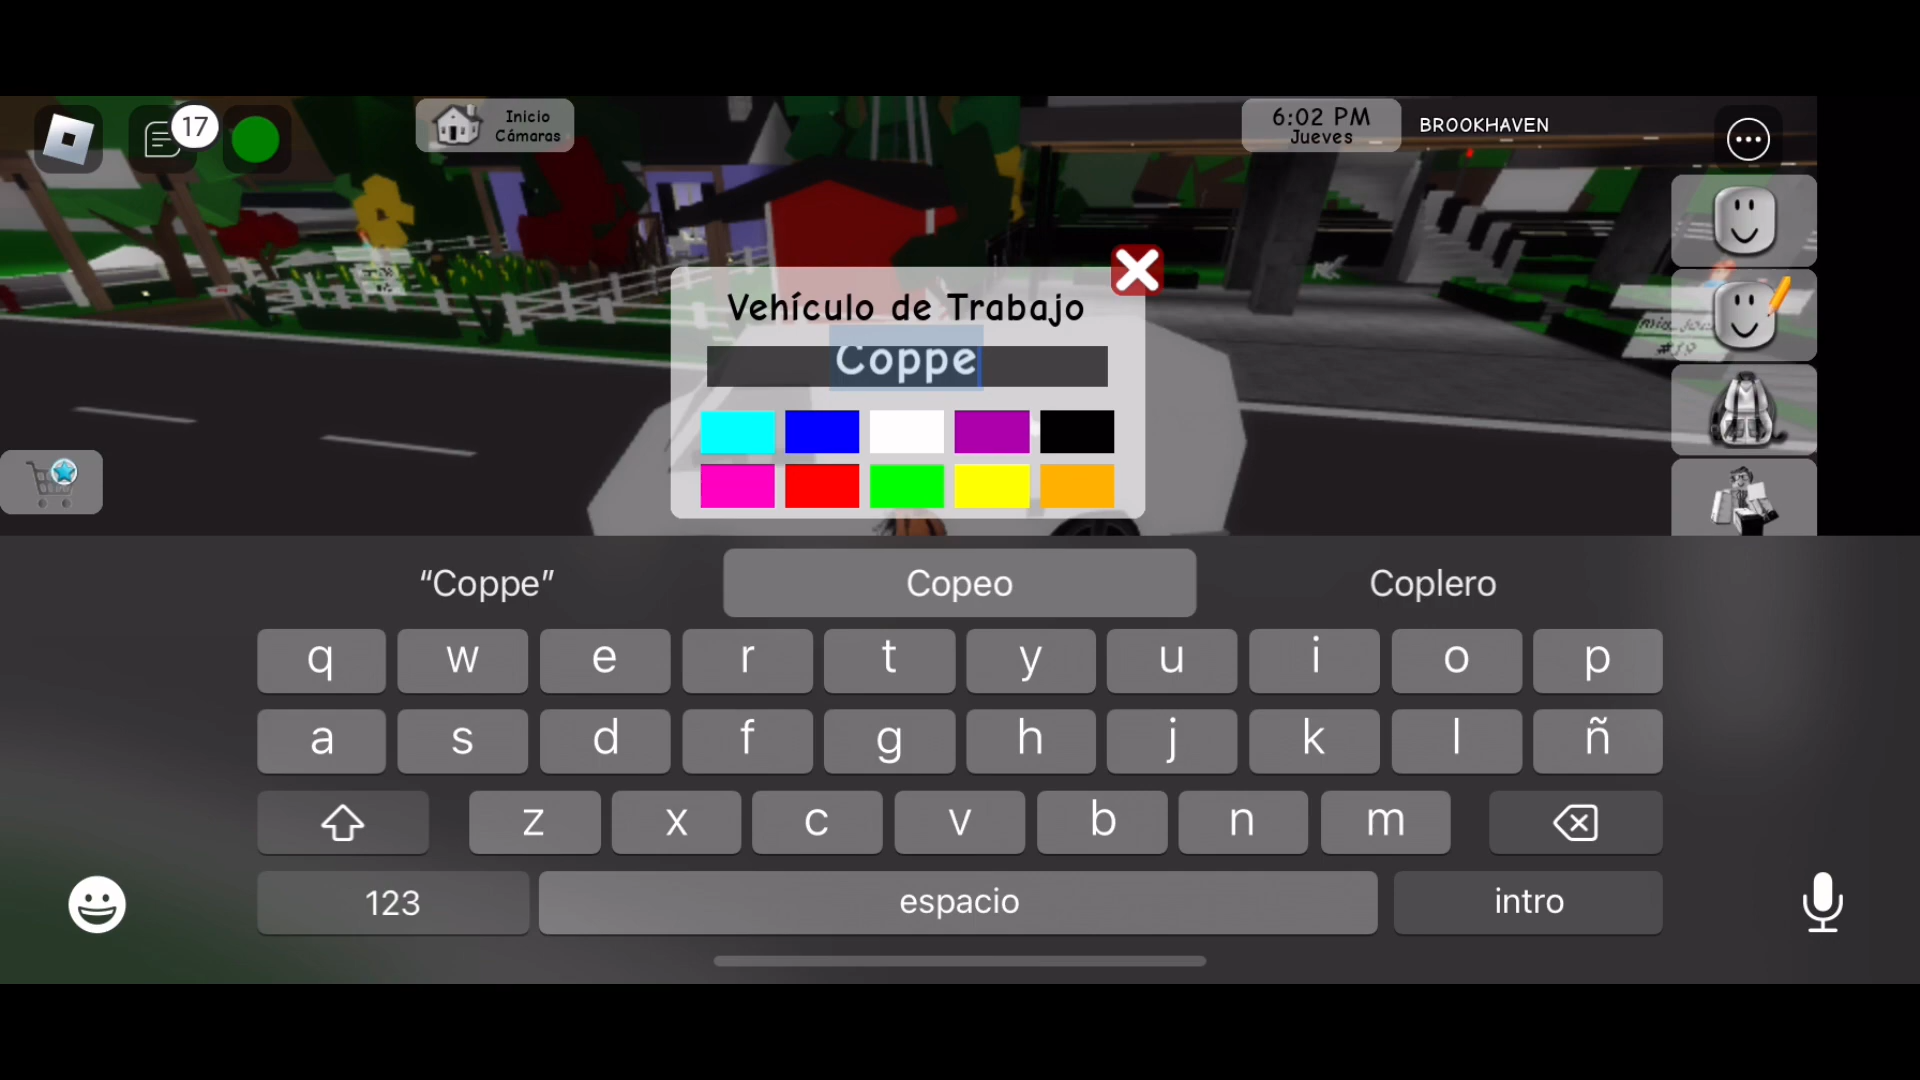 17
Inicio
Cámaras
6:02 PM
Jueves
BROOKHAVEN
Vehículo de Trabajo
Coppe
“Coppe” Copeo Coplero
q w e r t y u i o p
a s d f g h j k l ñ
z x c v b n m
123 espacio intro